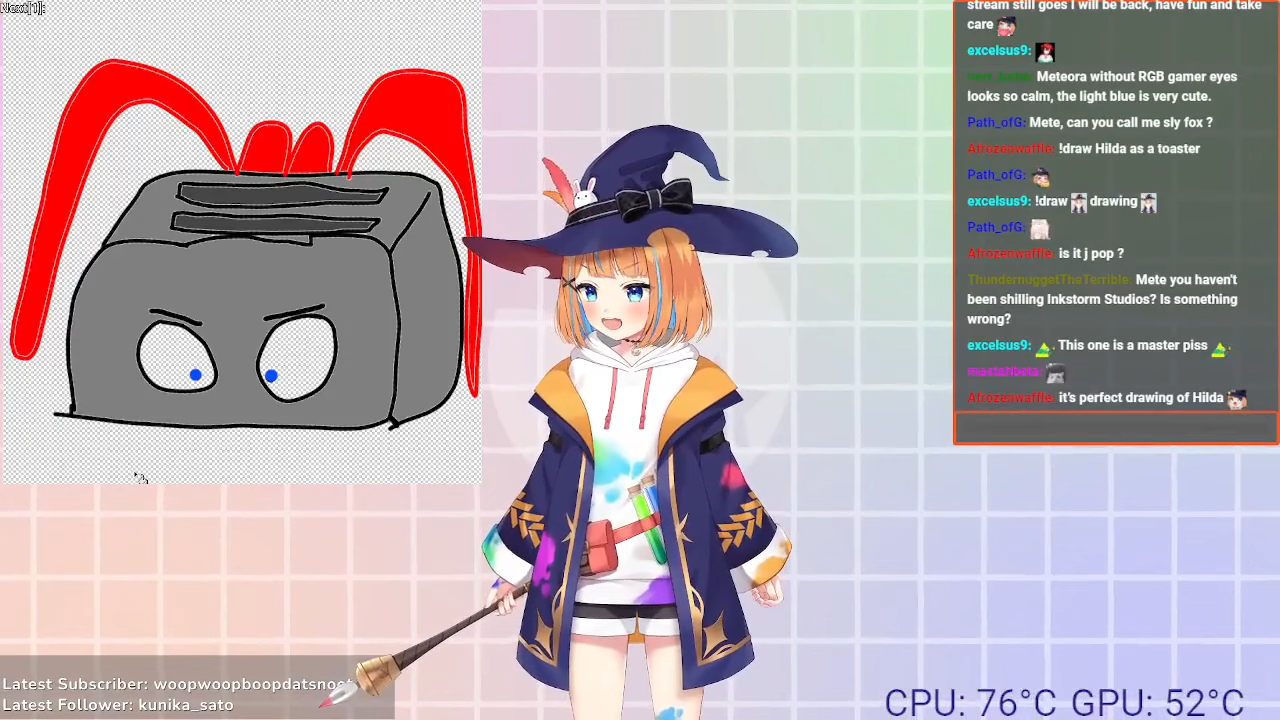 Next[1]:
stream still goes I will be back, have fun and take
care
excelsus9:
Meteora without RGB gamer eyes
looks so calm, the light blue is very cute.
Path_ofG: Mete, can you call me sly fox ?
Afrozenwaffle: !draw Hilda as a toaster
Path_ofG:
excelsus9: !draw drawing
Path_ofG:
Afrozenwaffle: is it j pop ?
ThundernuggetTheTerrible: Mete you haven't
been shilling Inkstorm Studios? Is something
wrong?
excelsus9: This one is a master piss
maatahbeta:
Afrozenwaffle: it's perfect drawing of Hilda
Latest Subscriber: woopwoopboopdatsnoot
Latest Follower: kunika_sato
CPU: 76°C GPU: 52°C